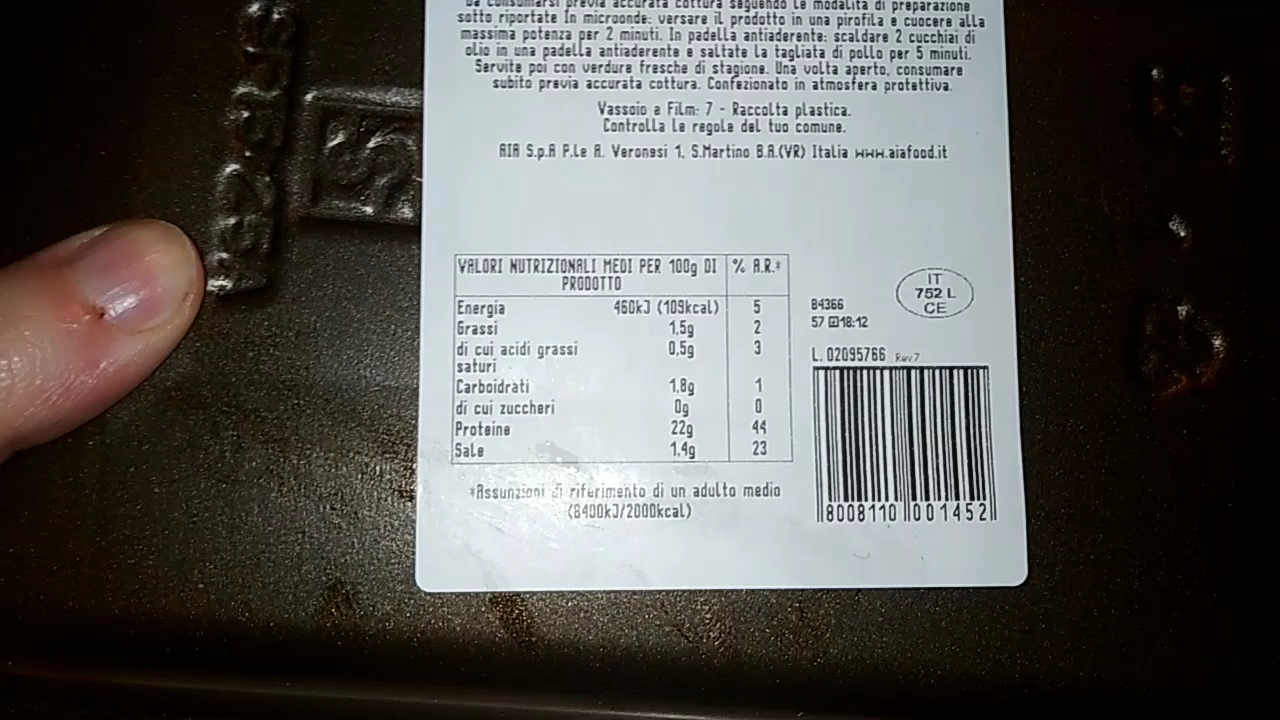 da consumarsi previa accurata cottura seguendo le modalità di preparazione
sotto riportate In microonde: versare il prodotto in una pirofila e cuocere alla
massima potenza per 2 minuti. In padella antiaderente: scaldare 2 cucchiai di
olio in una padella antiaderente e saltate la tagliata di pollo per 5 minuti.
Servite poi con verdure fresche di stagione. Una volta aperto, consumare
subito previa accurata cottura. Confezionato in atmosfera protettiva.
Vassoio e Film: 7 - Raccolta plastica.
Controlla le regole del tuo comune.
AIA S.p.A P.le A. Veronesi 1, S.Martino B.A.(VR) Italia www.aiafood.it
VALORI NUTRIZIONALI MEDI PER 100g DI PRODOTTO % A.R.*
Energia 460kJ (109kcal) 5
Grassi 1,5g 2
di cui acidi grassi saturi 0,5g 3
Carboidrati 1,8g 1
di cui zuccheri 0g 0
Proteine 22g 44
Sale 1,4g 23
*Assunzioni di riferimento di un adulto medio
(8400kJ/2000kcal)
IT
752 L
CE
84366
57 18:12
L. 02095766 Rev7
8008110 001452